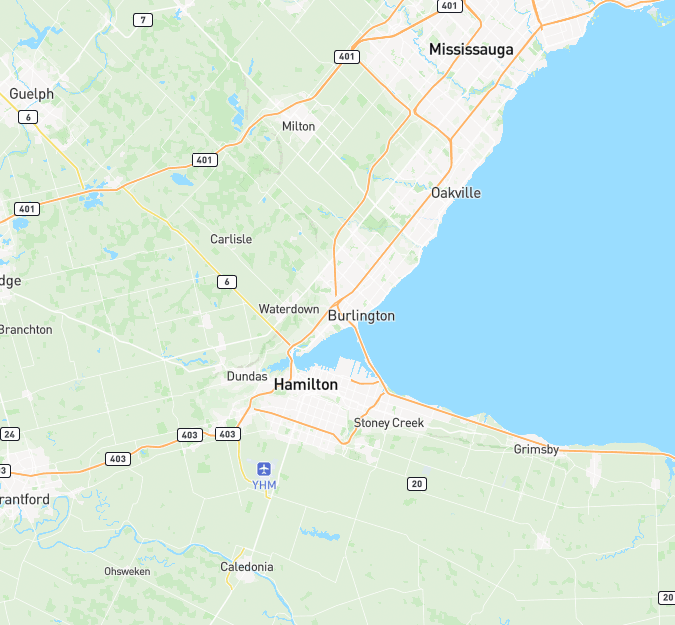 401
7
Mississauga
401
Guelph
6
Milton
401
Oakville
401
Carlisle
6
Waterdown
Burlington
dge
Branchton
Dundas
Hamilton
Stoney Creek
24
403
403
Grimsby
403
3
YHM
20
rantford
Caledonia
Ohsweken
20